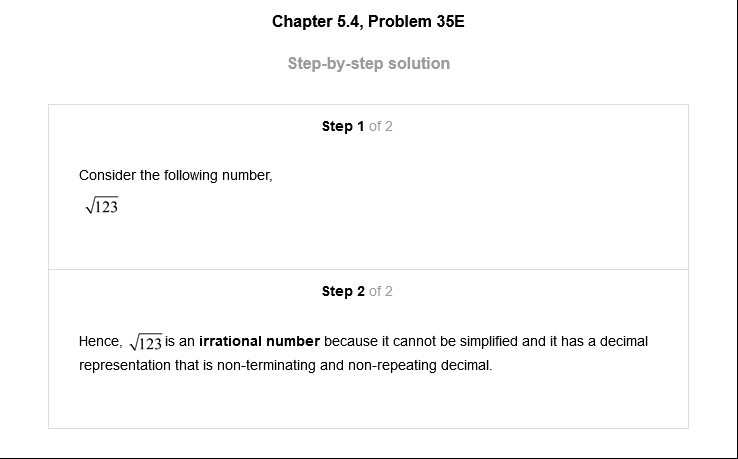 Chapter 5.4, Problem 35E
Step-by-step solution
Step 1 of 2
Consider the following number,
√123
Step 2 of 2
Hence, √123 is an irrational number because it cannot be simplified and it has a decimal
representation that is non-terminating and non-repeating decimal.